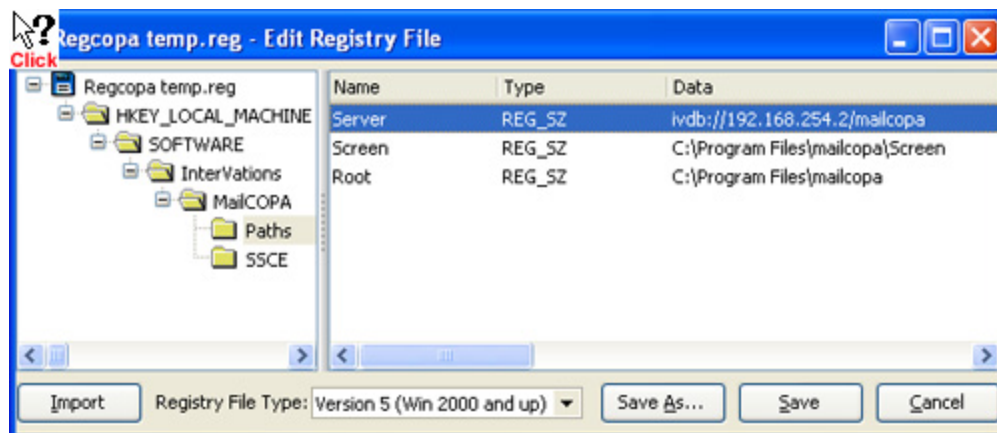 ?
Click
Regcopa temp.reg - Edit Registry File
Regcopa temp.reg
HKEY_LOCAL_MACHINE
SOFTWARE
InterVations
MailCOPA
Paths
SSCE
Name Type Data
Server REG_SZ ivdb://192.168.254.2/mailcopa
Screen REG_SZ C:\Program Files\mailcopa\Screen
Root REG_SZ C:\Program Files\mailcopa
Import Registry File Type: Version 5 (Win 2000 and up) Save As... Save Cancel